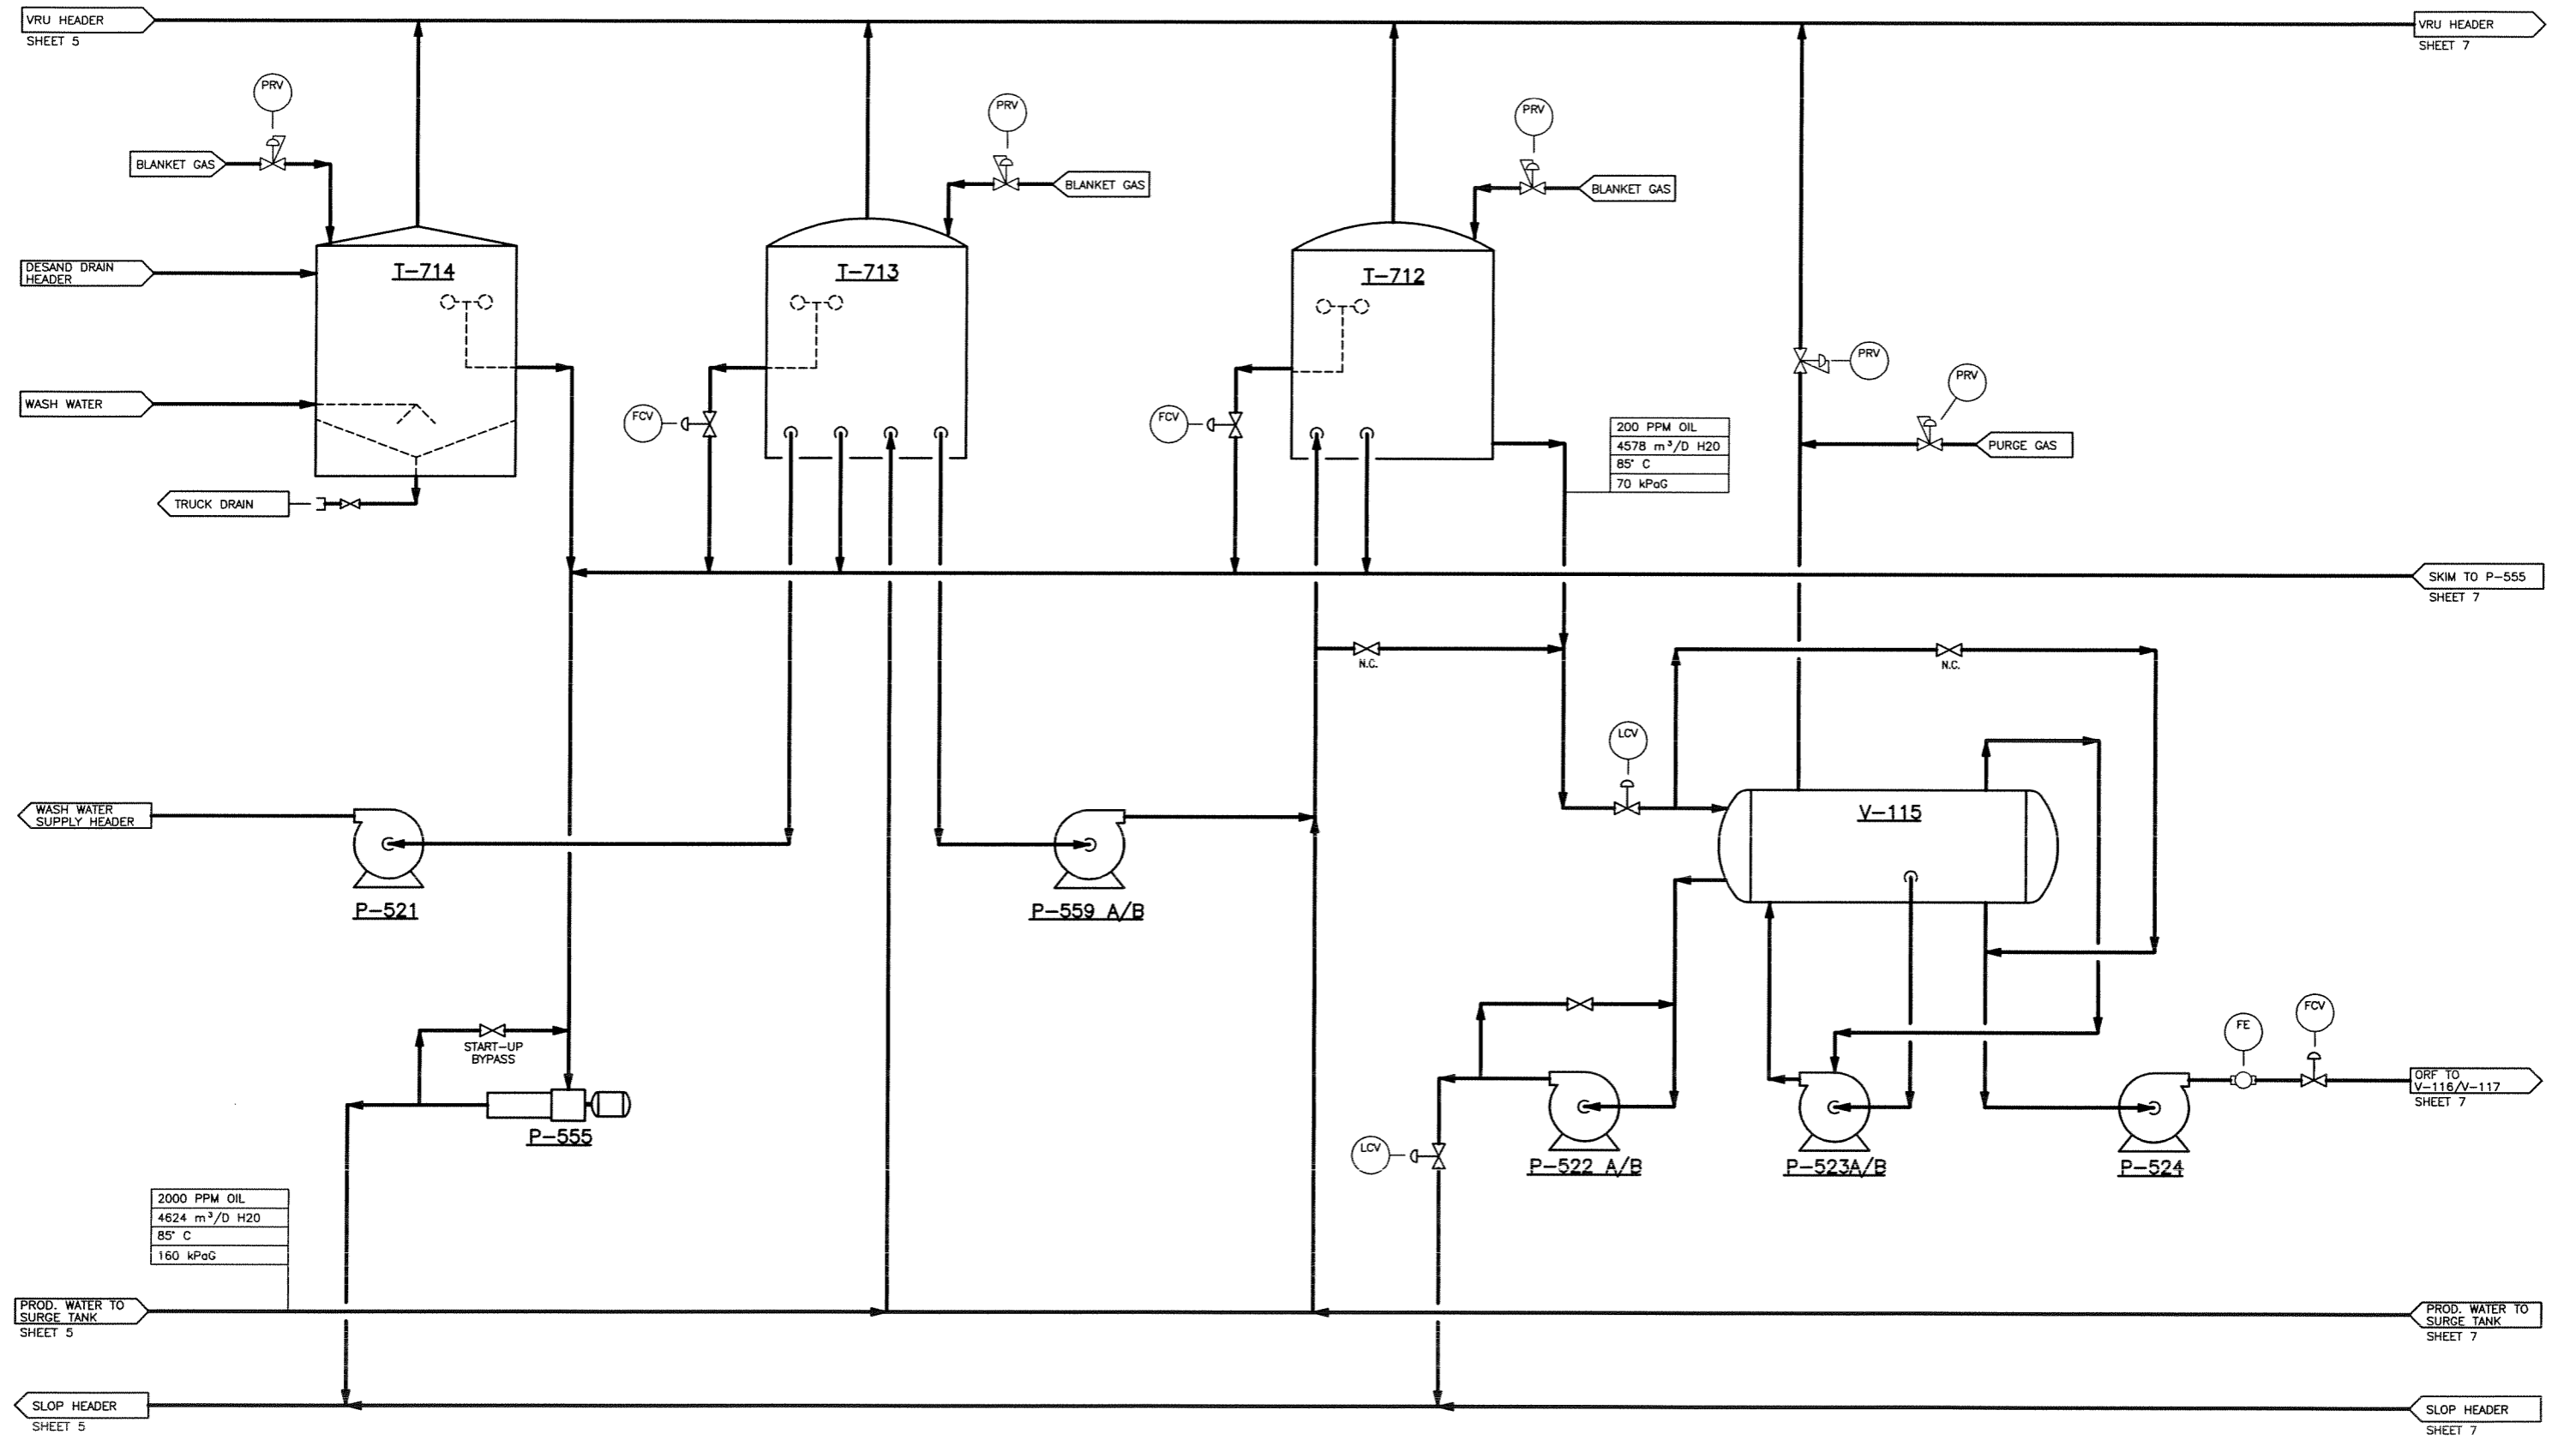 VRU HEADER
SHEET 5
VRU HEADER
SHEET 7
PRV
PRV
PRV
BLANKET GAS
BLANKET GAS
BLANKET GAS
DESAND DRAIN
HEADER
T-714
T-713
T-712
WASH WATER
FCV
FCV
PRV
PRV
PURGE GAS
200 PPM OIL
4578 m³/D H20
85° C
70 kPaG
TRUCK DRAIN
SKIM TO P-555
SHEET 7
N.C.
N.C.
LCV
WASH WATER
SUPPLY HEADER
V-115
P-521
P-559 A/B
START-UP
BYPASS
FE
FCV
ORF TO
V-116/V-117
SHEET 7
P-555
LCV
P-522 A/B
P-523A/B
P-524
2000 PPM OIL
4624 m³/D H20
85° C
160 kPaG
PROD. WATER TO
SURGE TANK
SHEET 5
PROD. WATER TO
SURGE TANK
SHEET 7
SLOP HEADER
SHEET 5
SLOP HEADER
SHEET 7